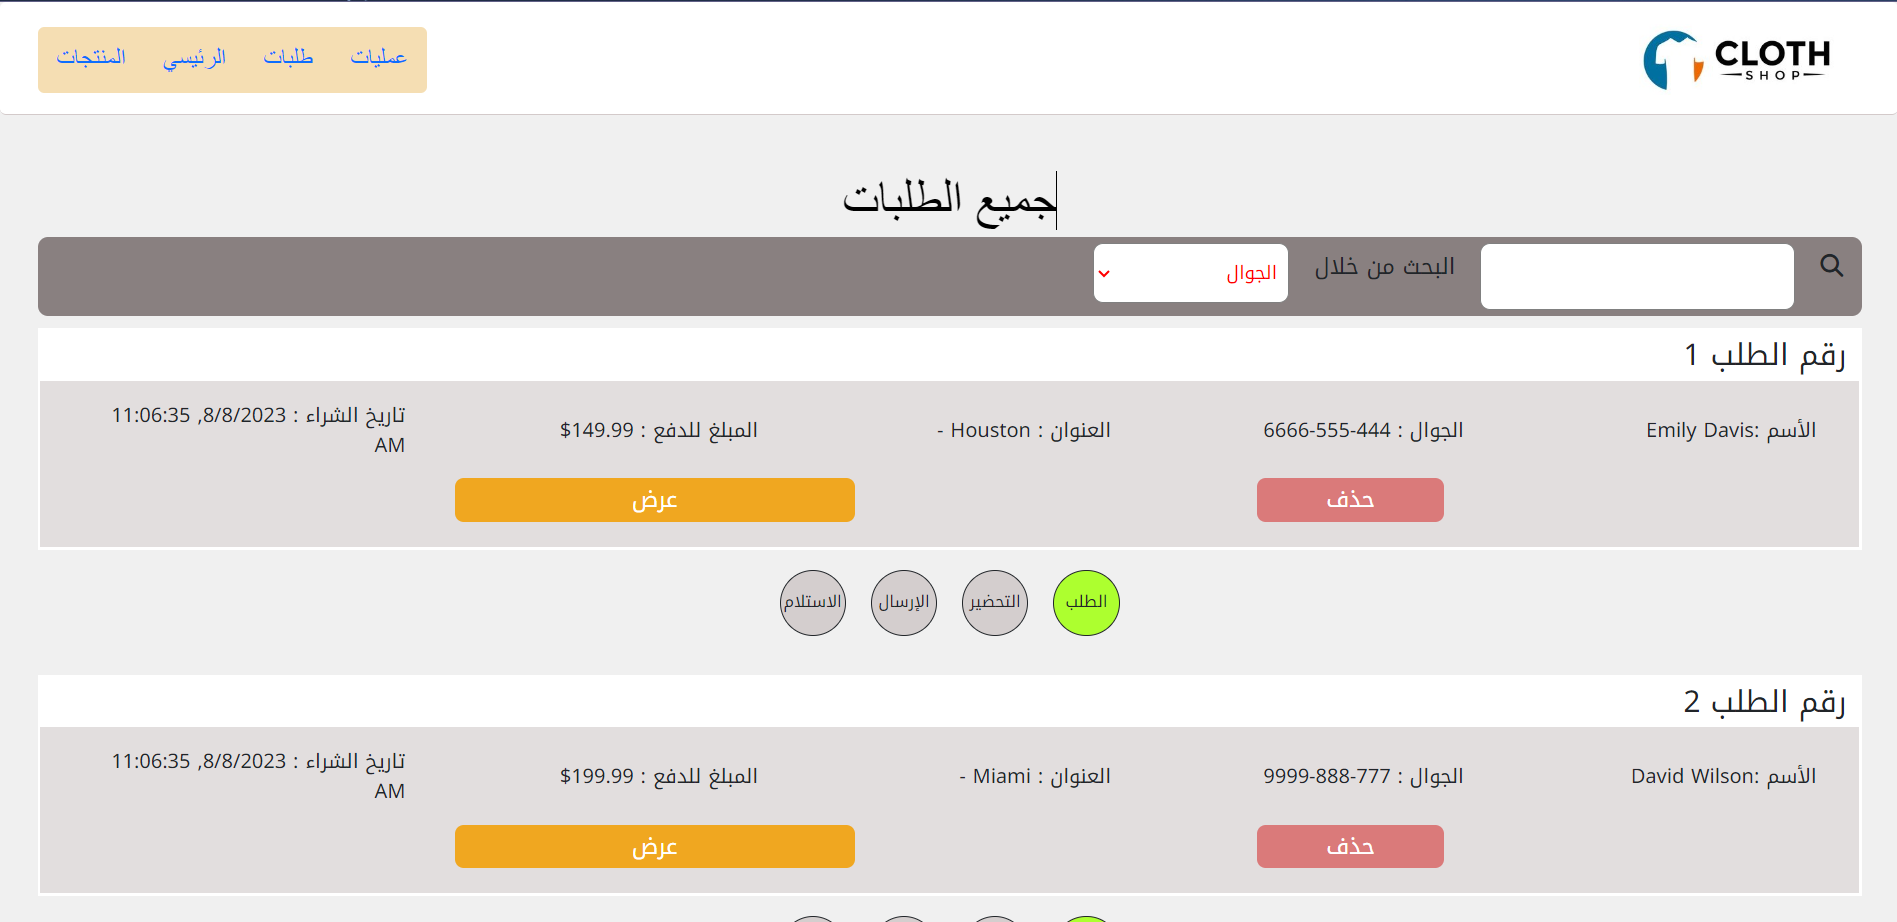 CLOTH
SHOP
عمليات
طلبات
الرئيسي
المنتجات
جميع الطلبات
البحث من خلال
الجوال
رقم الطلب 1
الأسم :Emily Davis
الجوال : 444-555-6666
العنوان : Houston -
المبلغ للدفع : 149.99$
تاريخ الشراء : 8/8/2023, 11:06:35
AM
حذف
عرض
الطلب
التحضير
الإرسال
الاستلام
رقم الطلب 2
الأسم :David Wilson
الجوال : 777-888-9999
العنوان : Miami -
المبلغ للدفع : 199.99$
تاريخ الشراء : 8/8/2023, 11:06:35
AM
حذف
عرض